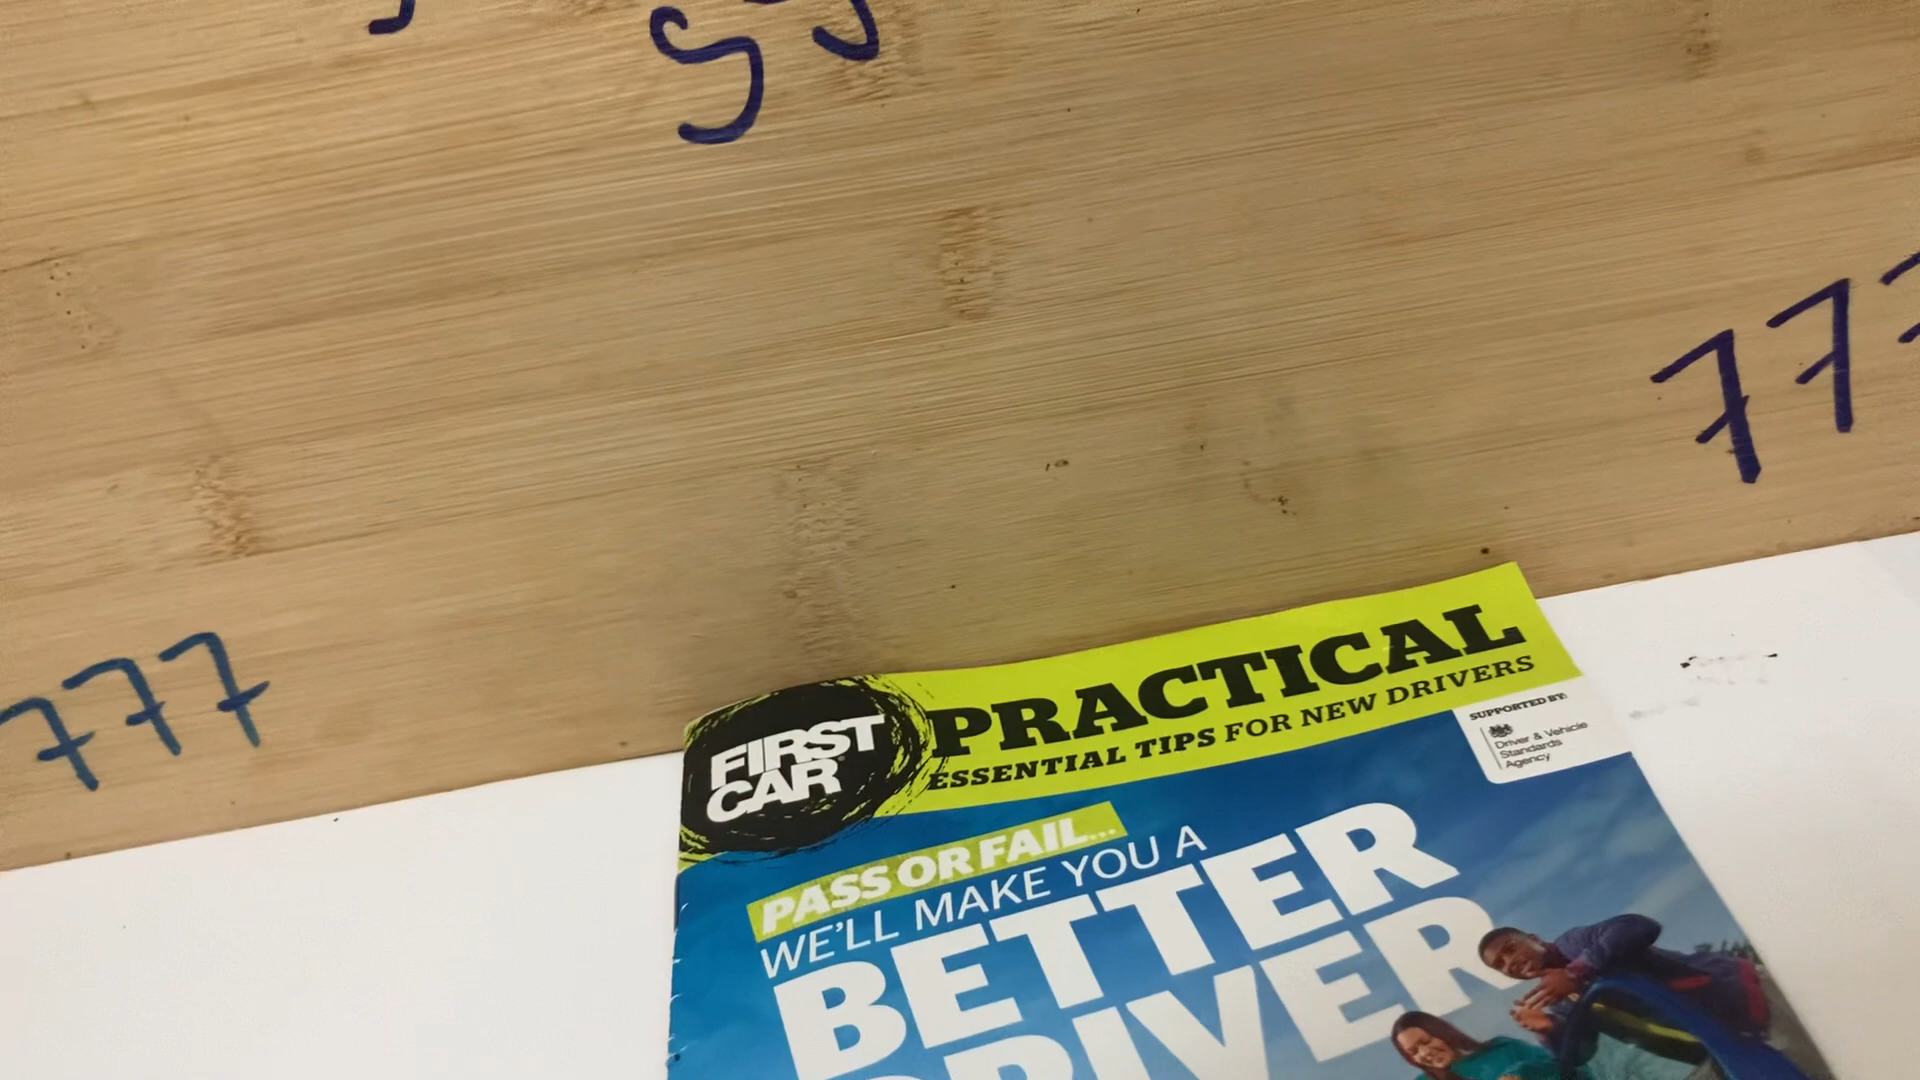 777
777
FIRST
CAR
PRACTICAL
ESSENTIAL TIPS FOR NEW DRIVERS
SUPPORTED BY:
Driver & Vehicle
Standards
Agency
PASS OR FAIL...
WE'LL MAKE YOU A
BETTER
DRIVER